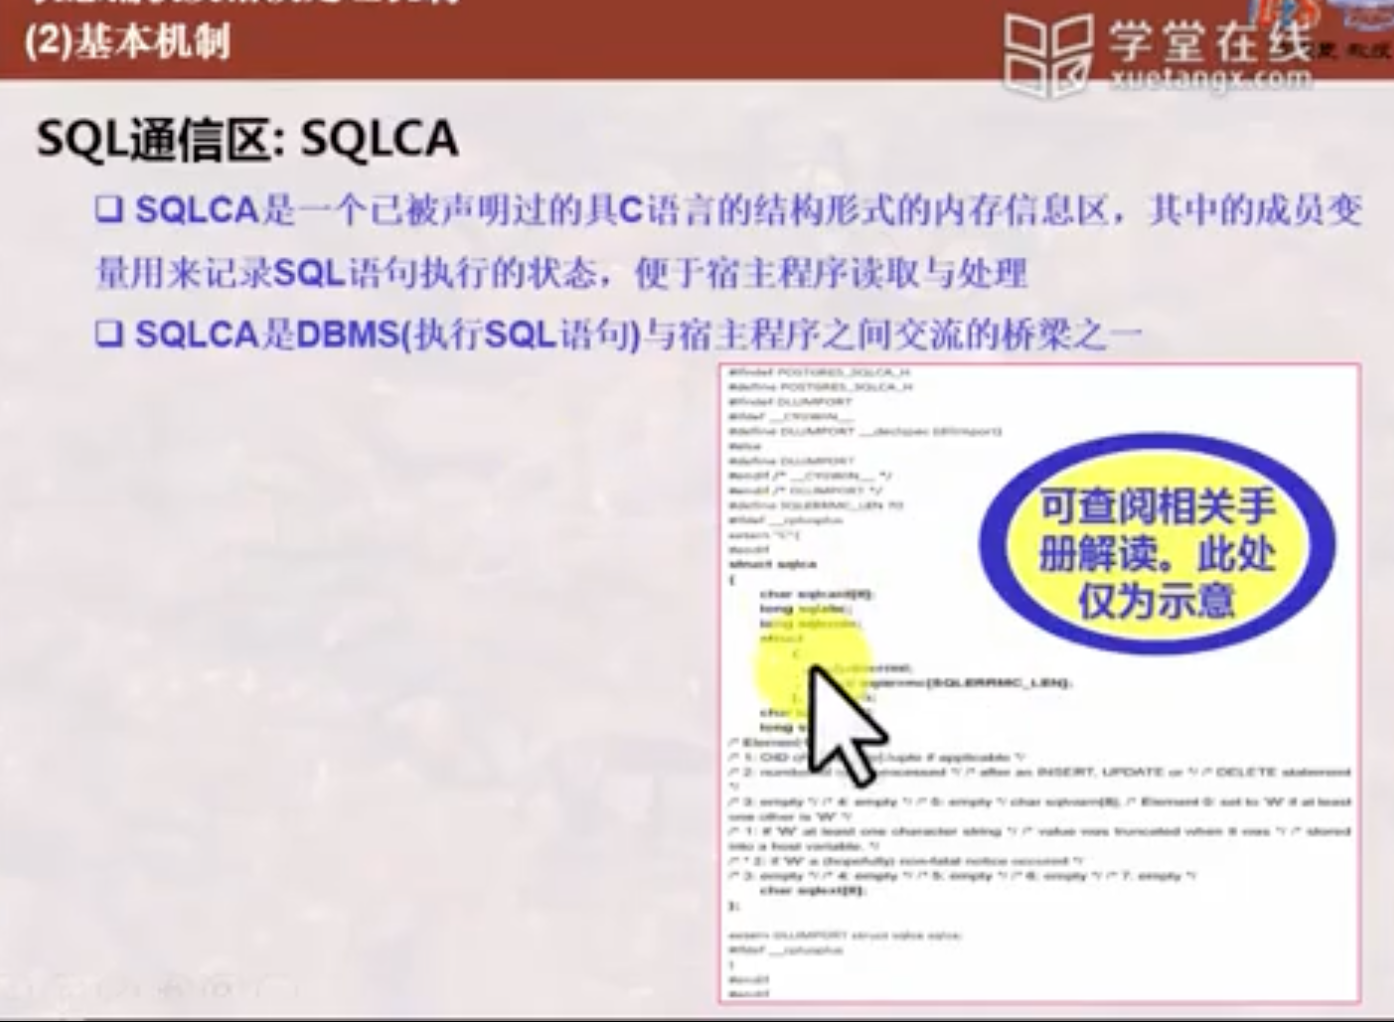 (2)基本机制
学堂在线
xuetangx.com
SQL通信区: SQLCA
❑ SQLCA是一个已被声明过的具C语言的结构形式的内存信息区，其中的成员变
量用来记录SQL语句执行的状态，便于宿主程序读取与处理
❑ SQLCA是DBMS(执行SQL语句)与宿主程序之间交流的桥梁之一
#ifndef POSTGRES_SQLCA_H
#define POSTGRES_SQLCA_H
#ifndef DLLIMPORT
#ifdef __CYGWIN__
#define DLLIMPORT __declspec (dllimport)
#else
#define DLLIMPORT
#endif /* __CYGWIN__ */
#endif /* DLLIMPORT */
#define SQLERRMC_LEN 70
#ifdef __cplusplus
extern "C" {
#endif
struct sqlca
{
char sqlcaid[8];
long sqlabc;
long sqlcode;
struct
{
sqlerrmc[SQLERRMC_LEN];
char
long
/* Element
/* 1: OID of tuple if applicable */
/* 2: number processed */ /* after an INSERT, UPDATE or */ /* DELETE statement
*/
/* 3: empty */ /* 4: empty */ /* 5: empty */ char sqlwarn[8]; /* Element 0: set to 'W' if at least
one other is 'W' */
/* 1: if 'W' at least one character string */ /* value was truncated when it was */ /* stored
into a host variable. */
/* * 2: if 'W' a (hopefully) non-fatal notice occured */
/* 3: empty */ /* 4: empty */ /* 5: empty */ /* 6: empty */ /* 7: empty */
char sqlext[8];
};
extern DLLIMPORT struct sqlca sqlca;
#ifdef __cplusplus
}
#endif
#endif
可查阅相关手
册解读。此处
仅为示意